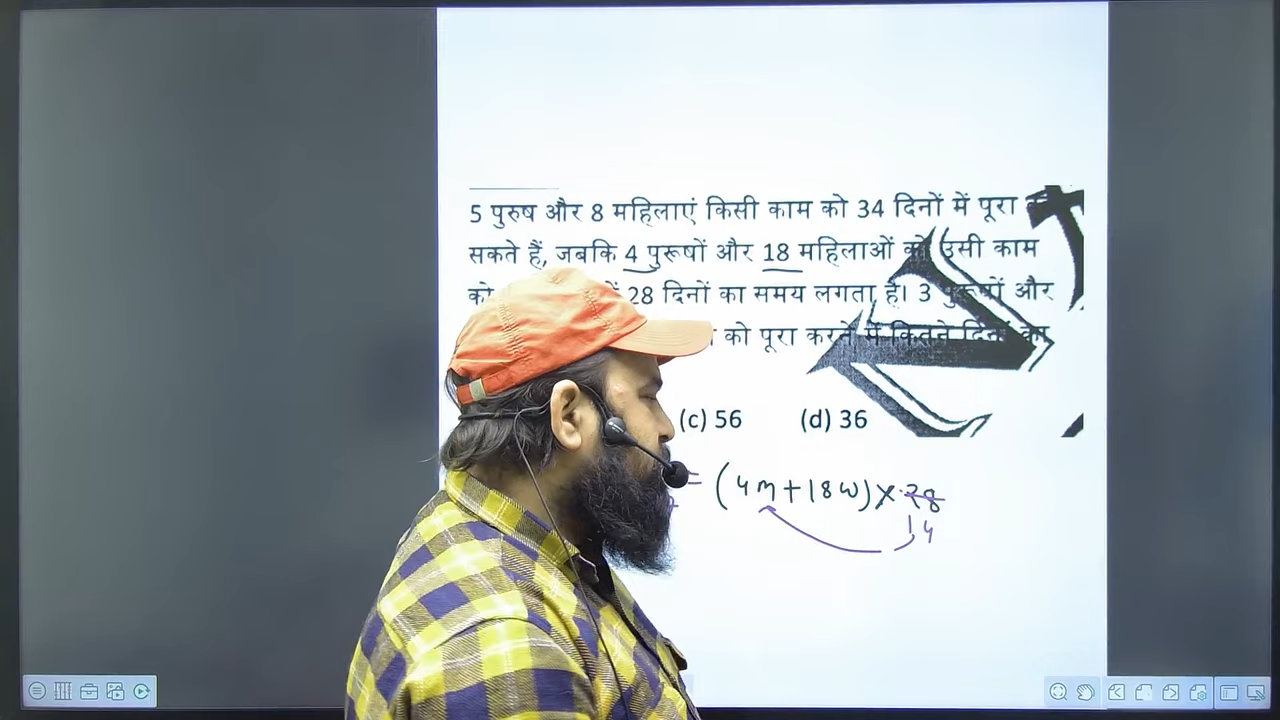 5 पुरुष और 8 महिलाएं किसी काम को 34 दिनों में पूरा
सकते हैं, जबकि 4 पुरूषों और 18 महिलाओं को उसी काम
को 28 दिनों का समय लगता है। 3 पुरूषों और
को पूरा करने में कितने दिनों का
(c) 56 (d) 36
= (4m+18w)×28
14